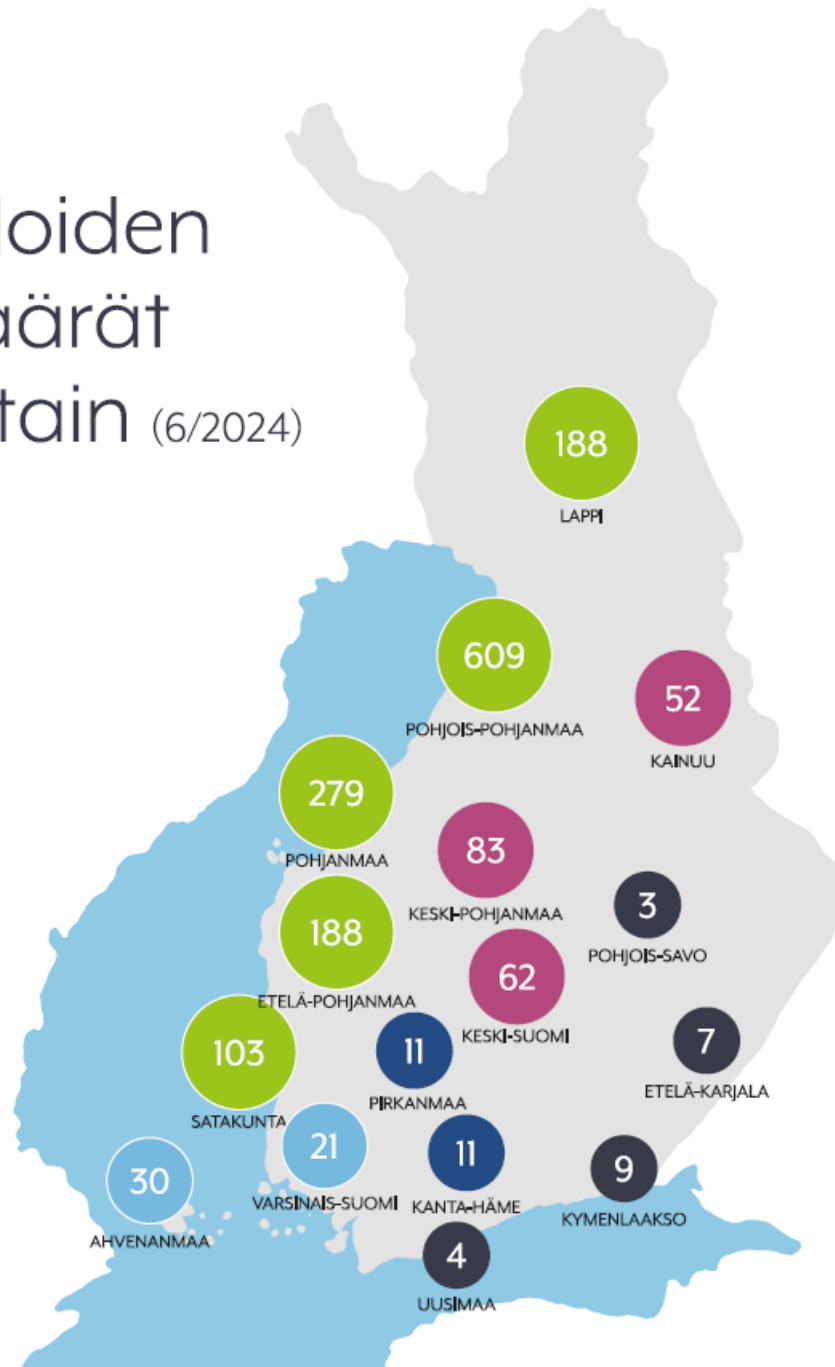 loiden
äärät
tain (6/2024)
188
LAPPI
609
POHJOIS-POHJANMAA
52
KAINUU
279
POHJANMAA
83
KESKI-POHJANMAA
3
POHJOIS-SAVO
188
ETELÄ-POHJANMAA
62
KESKI-SUOMI
103
SATAKUNTA
11
PIRKANMAA
7
ETELÄ-KARJALA
30
AHVENANMAA
21
VARSINAIS-SUOMI
11
KANTA-HÄME
9
KYMENLAAKSO
4
UUSIMAA